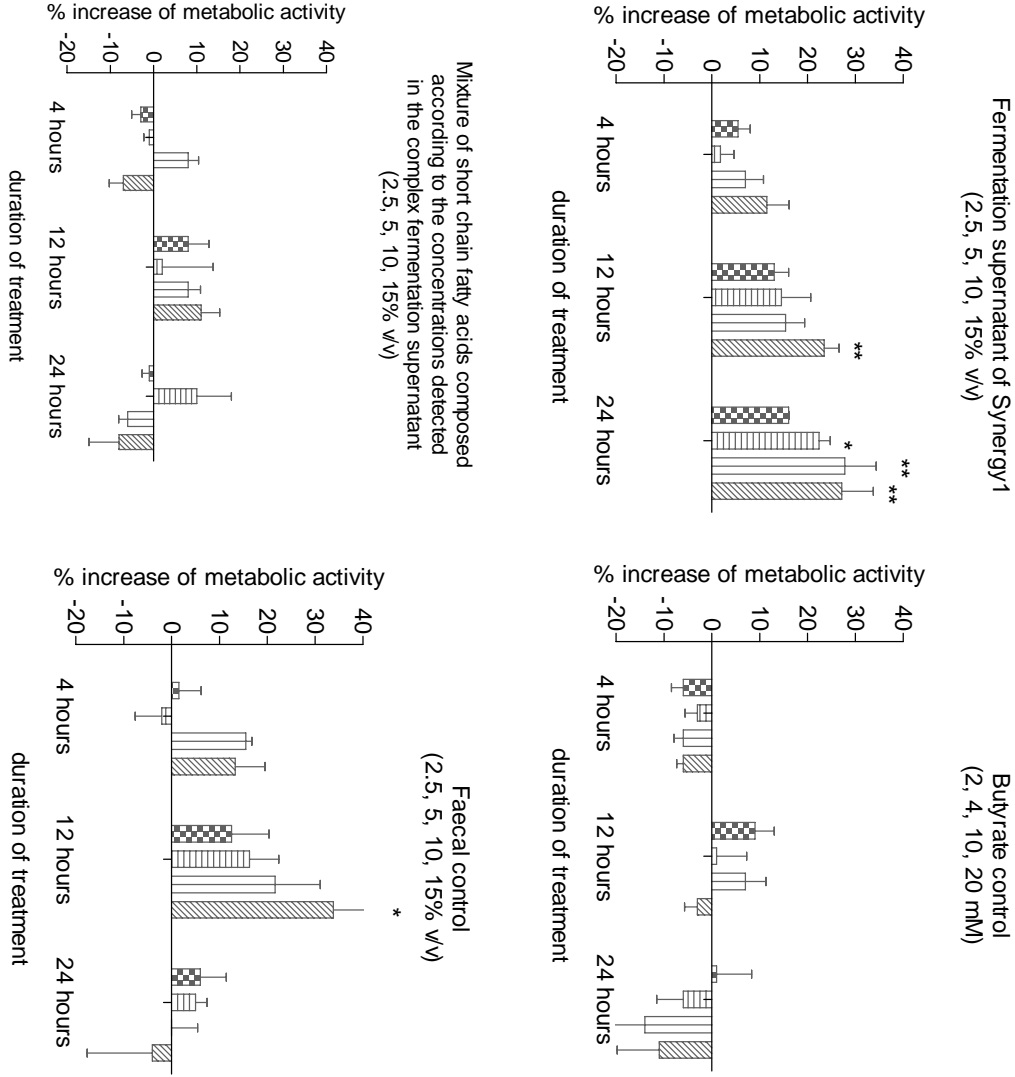 Fermentation supernatant of Synergy1
(2.5, 5, 10, 15% v/v)
% increase of metabolic activity
40
30
20
10
0
-10
-20
**
*
**
**
4 hours
12 hours
24 hours
duration of treatment
Butyrate control
(2, 4, 10, 20 mM)
% increase of metabolic activity
40
30
20
10
0
-10
-20
4 hours
12 hours
24 hours
duration of treatment
Mixture of short chain fatty acids composed
according to the concentrations detected
in the complex fermentation supernatant
(2.5, 5, 10, 15% v/v)
% increase of metabolic activity
40
30
20
10
0
-10
-20
4 hours
12 hours
24 hours
duration of treatment
Faecal control
(2.5, 5, 10, 15% v/v)
% increase of metabolic activity
40
30
20
10
0
-10
-20
*
4 hours
12 hours
24 hours
duration of treatment